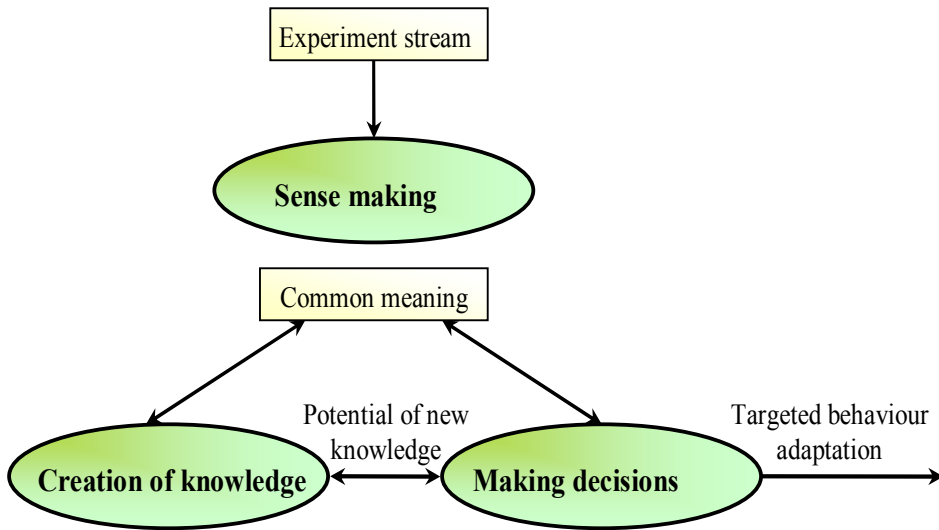 Experiment stream
Sense making
Common meaning
Potential of new
knowledge
Targeted behaviour
adaptation
Creation of knowledge
Making decisions